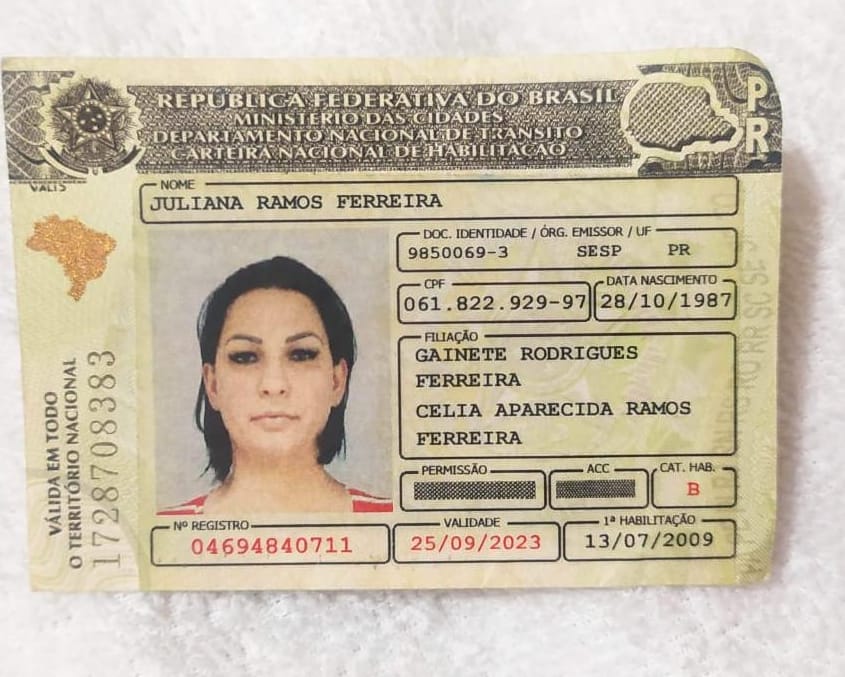 REPÚBLICA FEDERATIVA DO BRASIL
MINISTÉRIO DAS CIDADES
DEPARTAMENTO NACIONAL DE TRÂNSITO
CARTEIRA NACIONAL DE HABILITAÇÃO
PR
NOME
JULIANA RAMOS FERREIRA
DOC. IDENTIDADE / ÓRG. EMISSOR / UF
9850069-3 SESP PR
CPF
061.822.929-97
DATA NASCIMENTO
28/10/1987
FILIAÇÃO
GAINETE RODRIGUES
FERREIRA
CELIA APARECIDA RAMOS
FERREIRA
PERMISSÃO
ACC
CAT. HAB.
B
Nº REGISTRO
04694840711
VALIDADE
25/09/2023
1ª HABILITAÇÃO
13/07/2009
VÁLIDA EM TODO
O TERRITÓRIO NACIONAL
1728708383